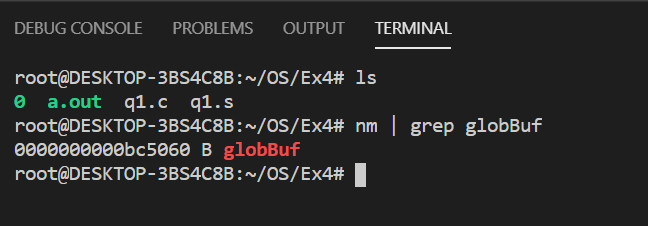 DEBUG CONSOLE PROBLEMS OUTPUT TERMINAL
root@DESKTOP-3BS4C8B:~/OS/Ex4# ls
0 a.out q1.c q1.s
root@DESKTOP-3BS4C8B:~/OS/Ex4# nm | grep globBuf
0000000000bc5060 B globBuf
root@DESKTOP-3BS4C8B:~/OS/Ex4#